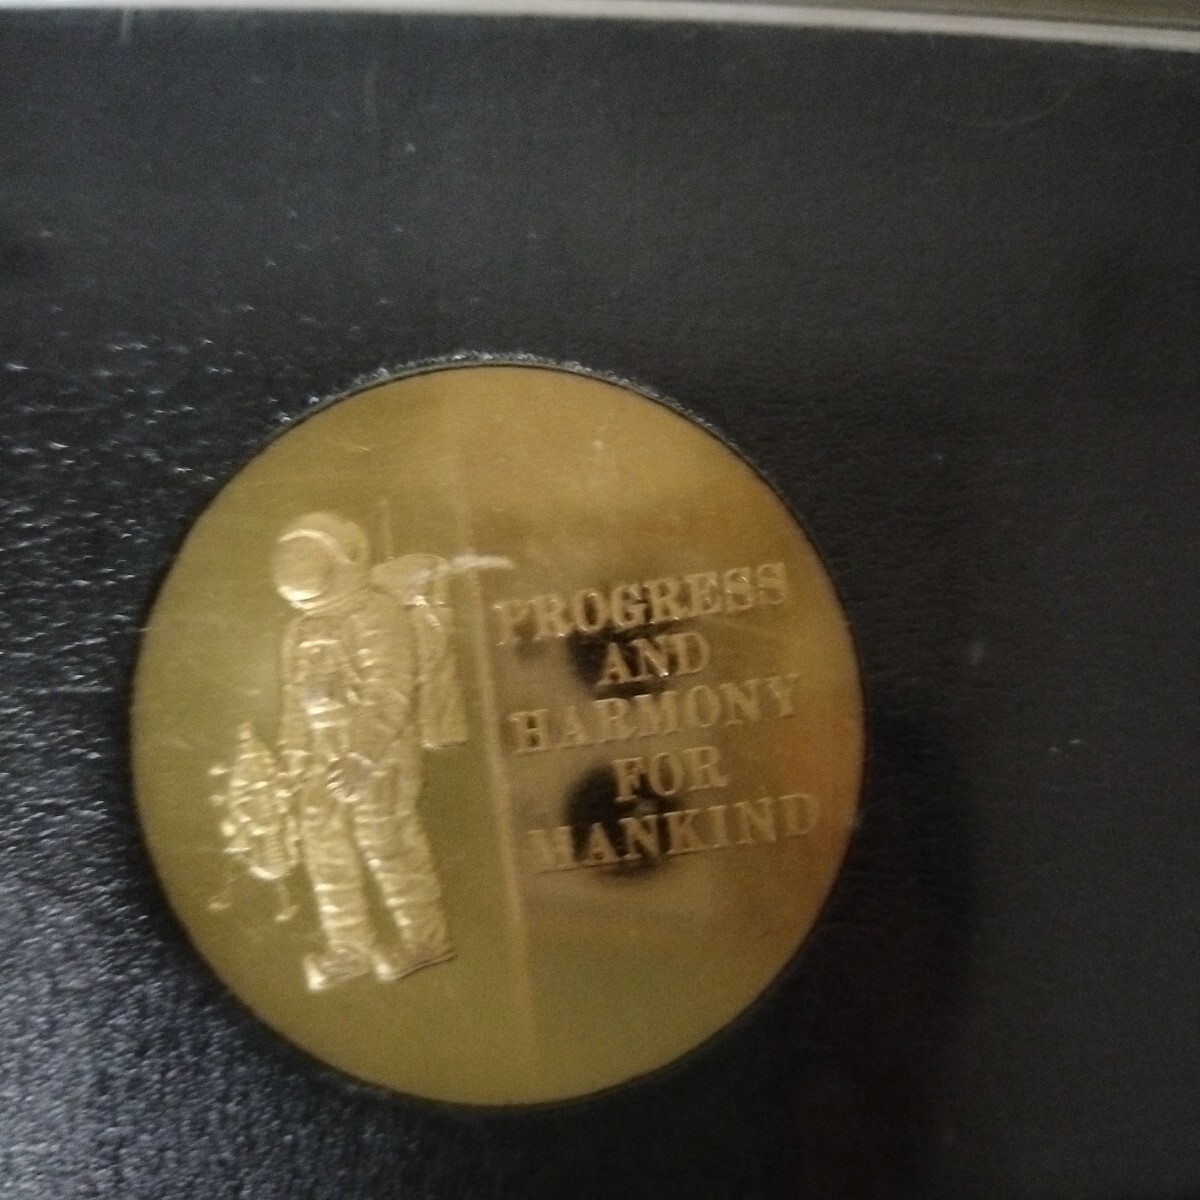 PROGRESS
AND
HARMONY
FOR
MANKIND